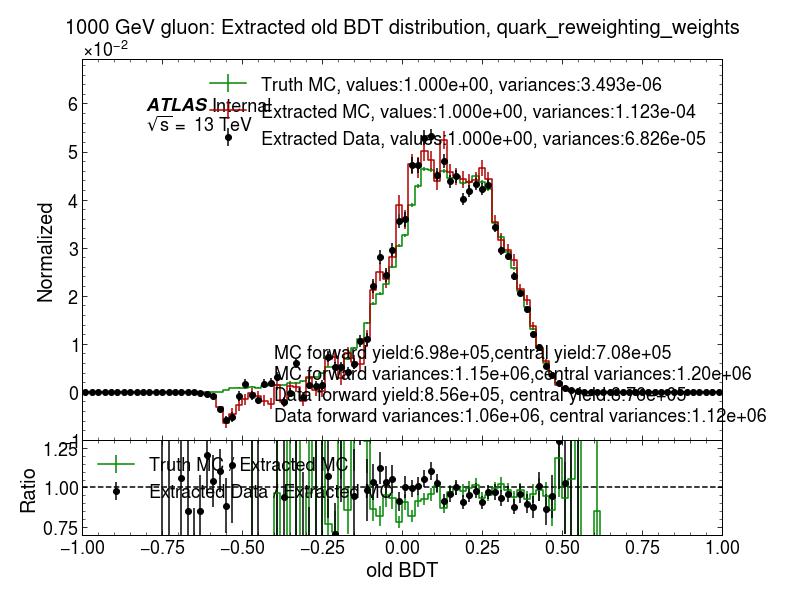 1000 GeV gluon: Extracted old BDT distribution, quark_reweighting_weights
×10⁻²
Truth MC, values:1.000e+00, variances:3.493e-06
ATLAS Internal
Extracted MC, values:1.000e+00, variances:1.123e-04
√s = 13 TeV
Extracted Data, values:1.000e+00, variances:6.826e-05
Normalized
6
5
4
3
2
1
0
−1
MC forward yield:6.98e+05,central yield:7.08e+05
MC forward variances:1.15e+06,central variances:1.20e+06
Data forward yield:8.56e+05, central yield:8.70e+05
Data forward variances:1.06e+06, central variances:1.12e+06
Ratio
1.25
1.00
0.75
Truth MC / Extracted MC
Extracted Data / Extracted MC
−1.00 −0.75 −0.50 −0.25 0.00 0.25 0.50 0.75 1.00
old BDT